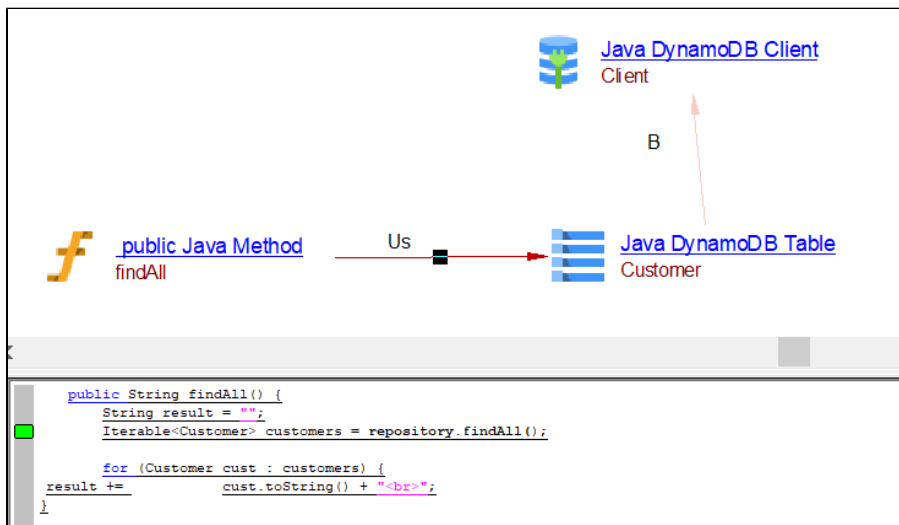 Java DynamoDB Client
Client
B
public Java Method
findAll
Us
Java DynamoDB Table
Customer
public String findAll() {
String result = "";
Iterable<Customer> customers = repository.findAll();
for (Customer cust : customers) {
result += cust.toString() + "<br>";
}